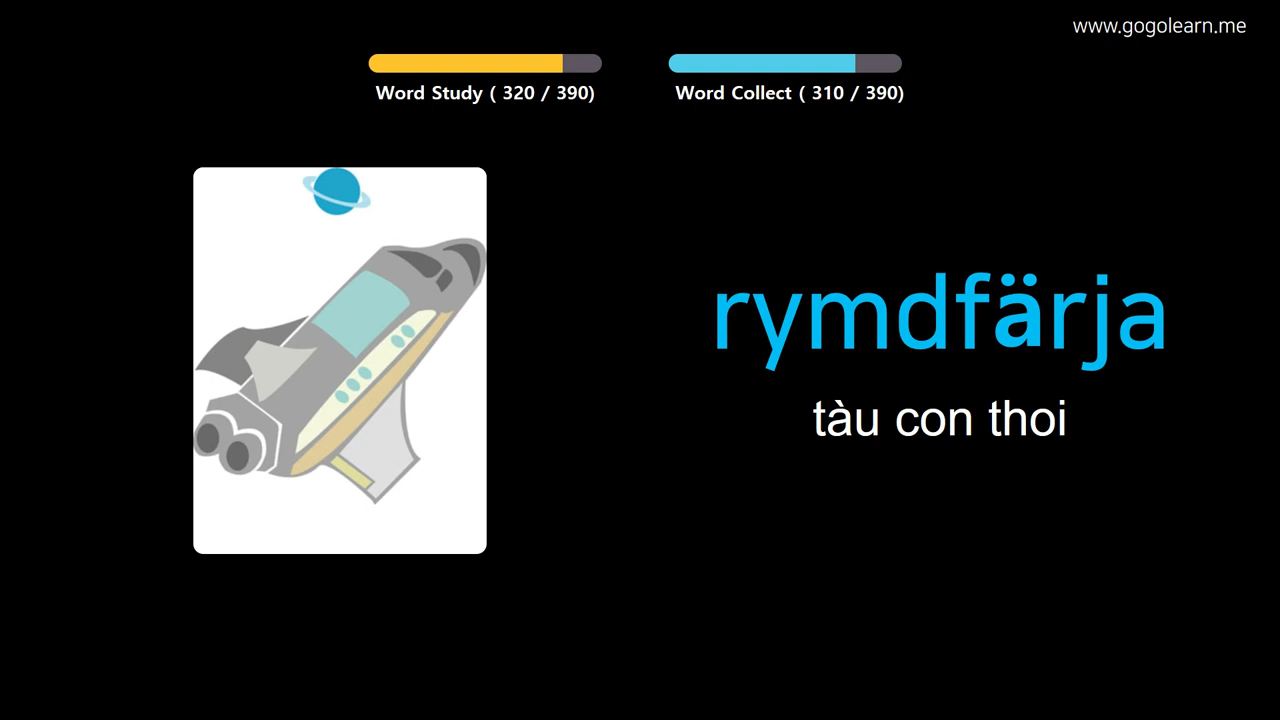 www.gogolearn.me
Word Study ( 320 / 390)
Word Collect ( 310 / 390)
rymdfärja
tàu con thoi